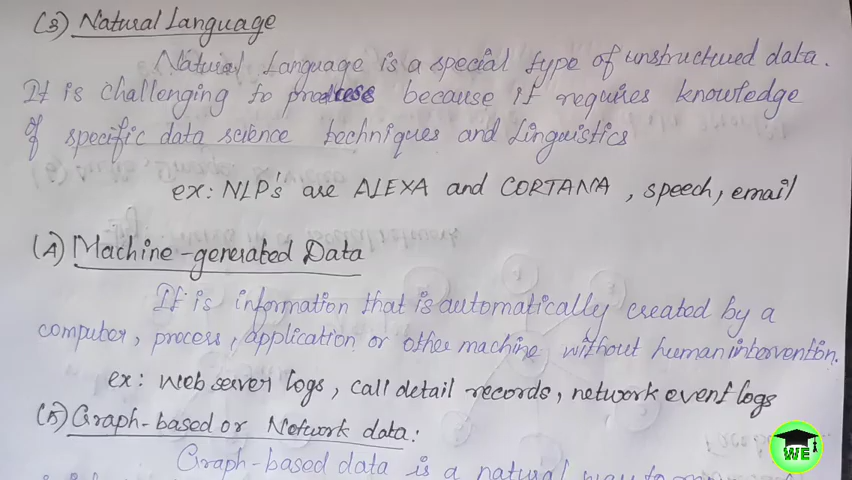 (3) Natural Language
Natural Language is a special type of unstructured data.
It is challenging to process because it requires knowledge
of specific data science techniques and Linguistics
ex: NLP's are ALEXA and CORTANA, speech, email
(4) Machine-generated Data
It is information that is automatically created by a
computer, process, application or other machine without human intervention.
ex: web server logs, call detail records, network event logs
(5) Graph-based or Network data:
Graph-based data is a natural way to
WE